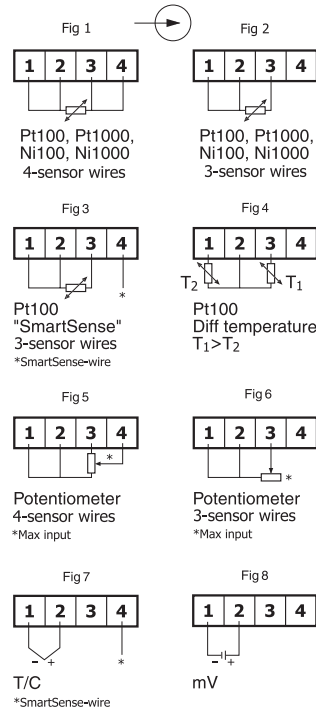 Fig 1
1 2 3 4
Pt100, Pt1000,
Ni100, Ni1000
4-sensor wires
Fig 2
1 2 3 4
Pt100, Pt1000,
Ni100, Ni1000
3-sensor wires
Fig 3
1 2 3 4
*
Pt100
"SmartSense"
3-sensor wires
*SmartSense-wire
Fig 4
1 2 3 4
T2 T1
Pt100
Diff temperature
T1>T2
Fig 5
1 2 3 4
*
Potentiometer
4-sensor wires
*Max input
Fig 6
1 2 3 4
*
Potentiometer
3-sensor wires
*Max input
Fig 7
1 2 3 4
- + *
T/C
*SmartSense-wire
Fig 8
1 2 3 4
- +
mV